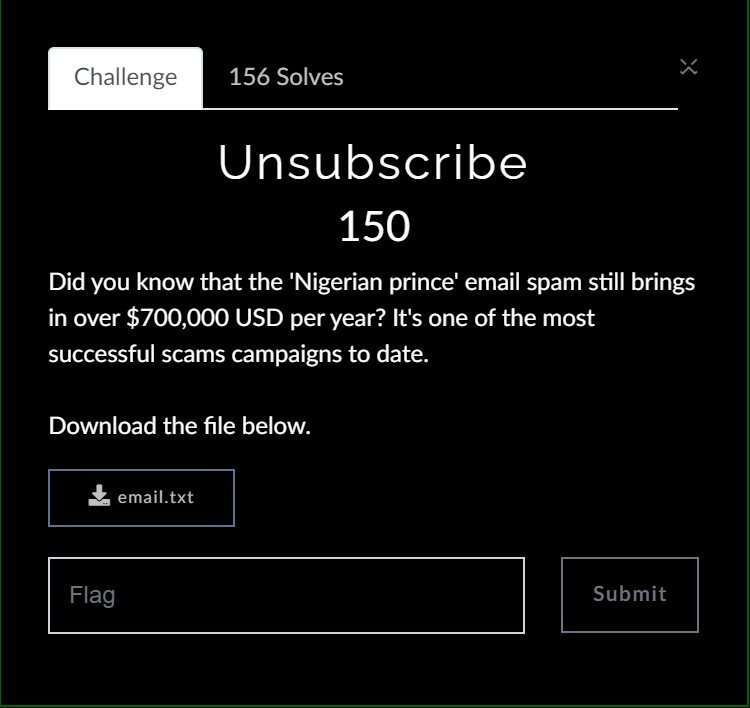 Challenge
156 Solves
Unsubscribe
150
Did you know that the 'Nigerian prince' email spam still brings
in over $700,000 USD per year? It's one of the most
successful scams campaigns to date.
Download the file below.
email.txt
Flag
Submit